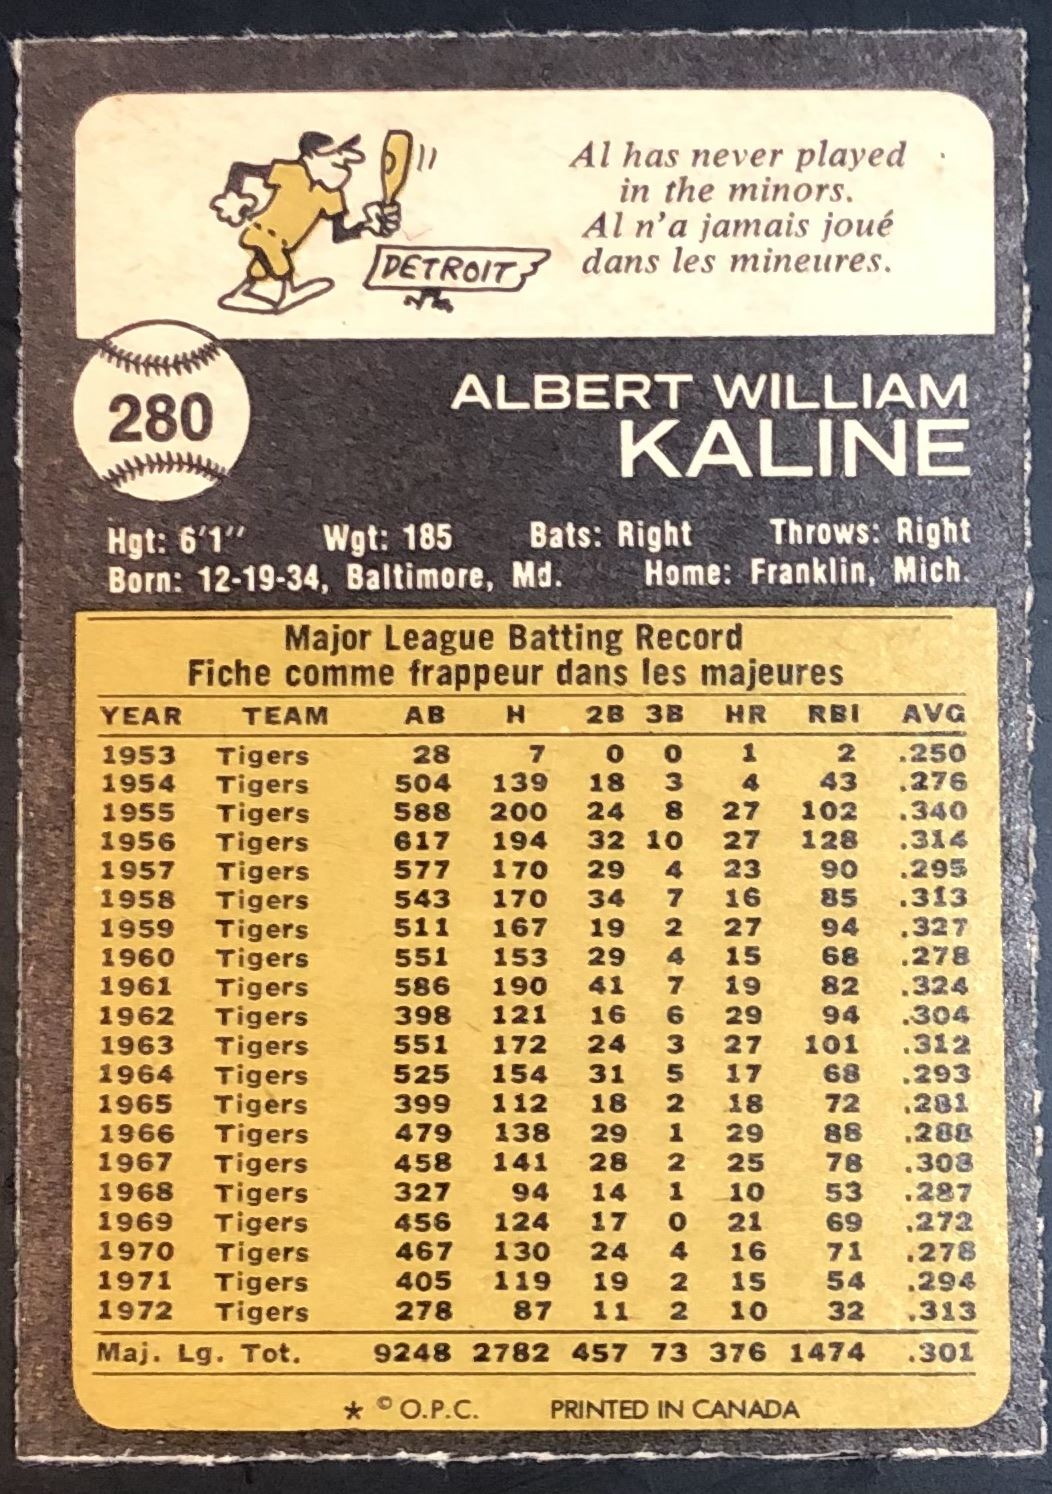 Al has never played
in the minors.
Al n'a jamais joué
dans les mineures.
DETROIT
280
ALBERT WILLIAM
KALINE
Hgt: 6'1" Wgt: 185 Bats: Right Throws: Right
Born: 12-19-34, Baltimore, Md. Home: Franklin, Mich.
Major League Batting Record
Fiche comme frappeur dans les majeures
YEAR TEAM AB H 2B 3B HR RBI AVG
1953 Tigers 28 7 0 0 1 2 .250
1954 Tigers 504 139 18 3 4 43 .276
1955 Tigers 588 200 24 8 27 102 .340
1956 Tigers 617 194 32 10 27 128 .314
1957 Tigers 577 170 29 4 23 90 .295
1958 Tigers 543 170 34 7 16 85 .313
1959 Tigers 511 167 19 2 27 94 .327
1960 Tigers 551 153 29 4 15 68 .278
1961 Tigers 586 190 41 7 19 82 .324
1962 Tigers 398 121 16 6 29 94 .304
1963 Tigers 551 172 24 3 27 101 .312
1964 Tigers 525 154 31 5 17 68 .293
1965 Tigers 399 112 18 2 18 72 .281
1966 Tigers 479 138 29 1 29 88 .288
1967 Tigers 458 141 28 2 25 78 .308
1968 Tigers 327 94 14 1 10 53 .287
1969 Tigers 456 124 17 0 21 69 .272
1970 Tigers 467 130 24 4 16 71 .278
1971 Tigers 405 119 19 2 15 54 .294
1972 Tigers 278 87 11 2 10 32 .313
Maj. Lg. Tot. 9248 2782 457 73 376 1474 .301
* © O.P.C. PRINTED IN CANADA